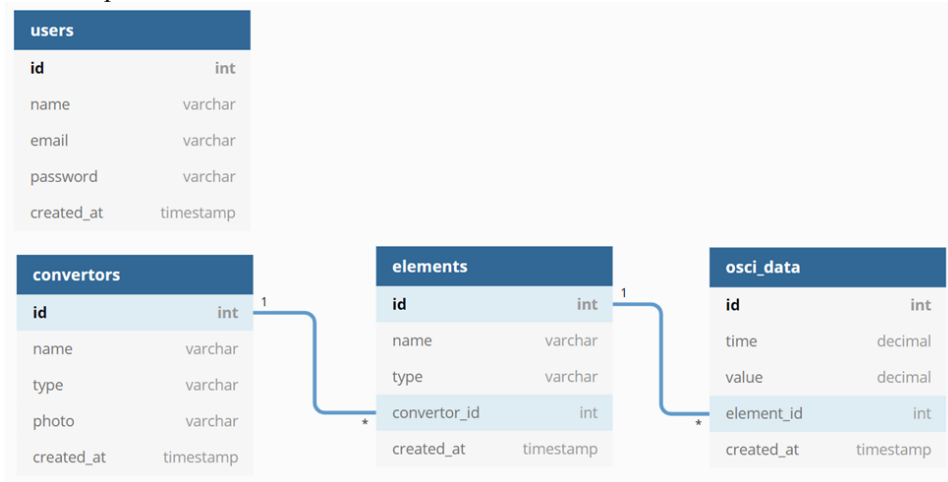 users
id int
name varchar
email varchar
password varchar
created_at timestamp
convertors
id int
name varchar
type varchar
photo varchar
created_at timestamp
1
*
elements
id int
name varchar
type varchar
convertor_id int
created_at timestamp
1
*
osci_data
id int
time decimal
value decimal
element_id int
created_at timestamp